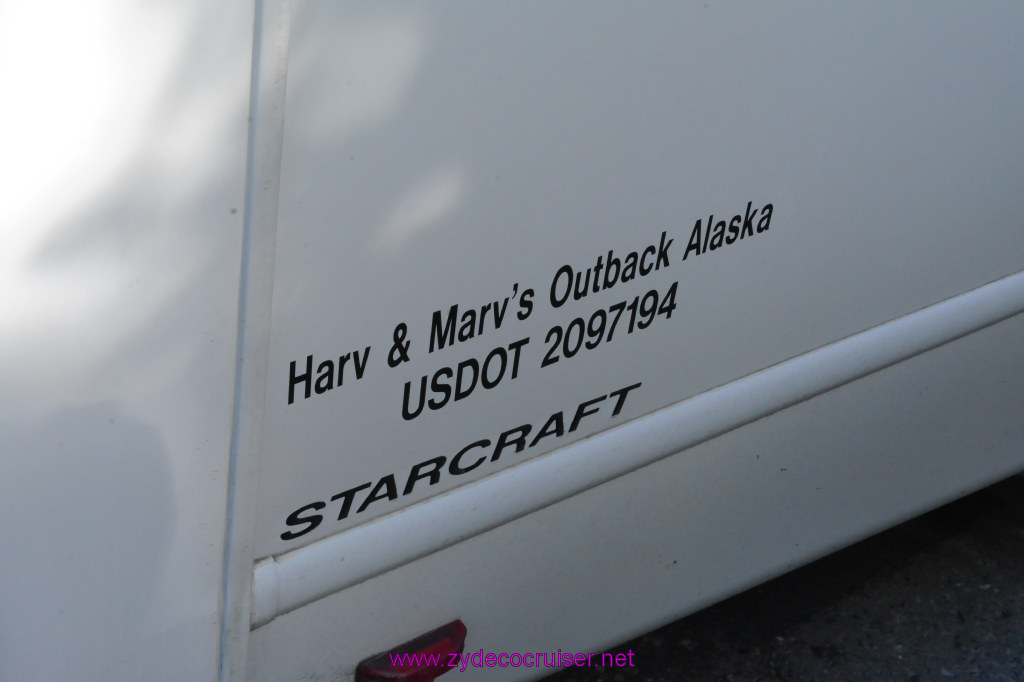 Harv & Marv's Outback Alaska
USDOT 2097194
STARCRAFT
www.zydecocruiser.net